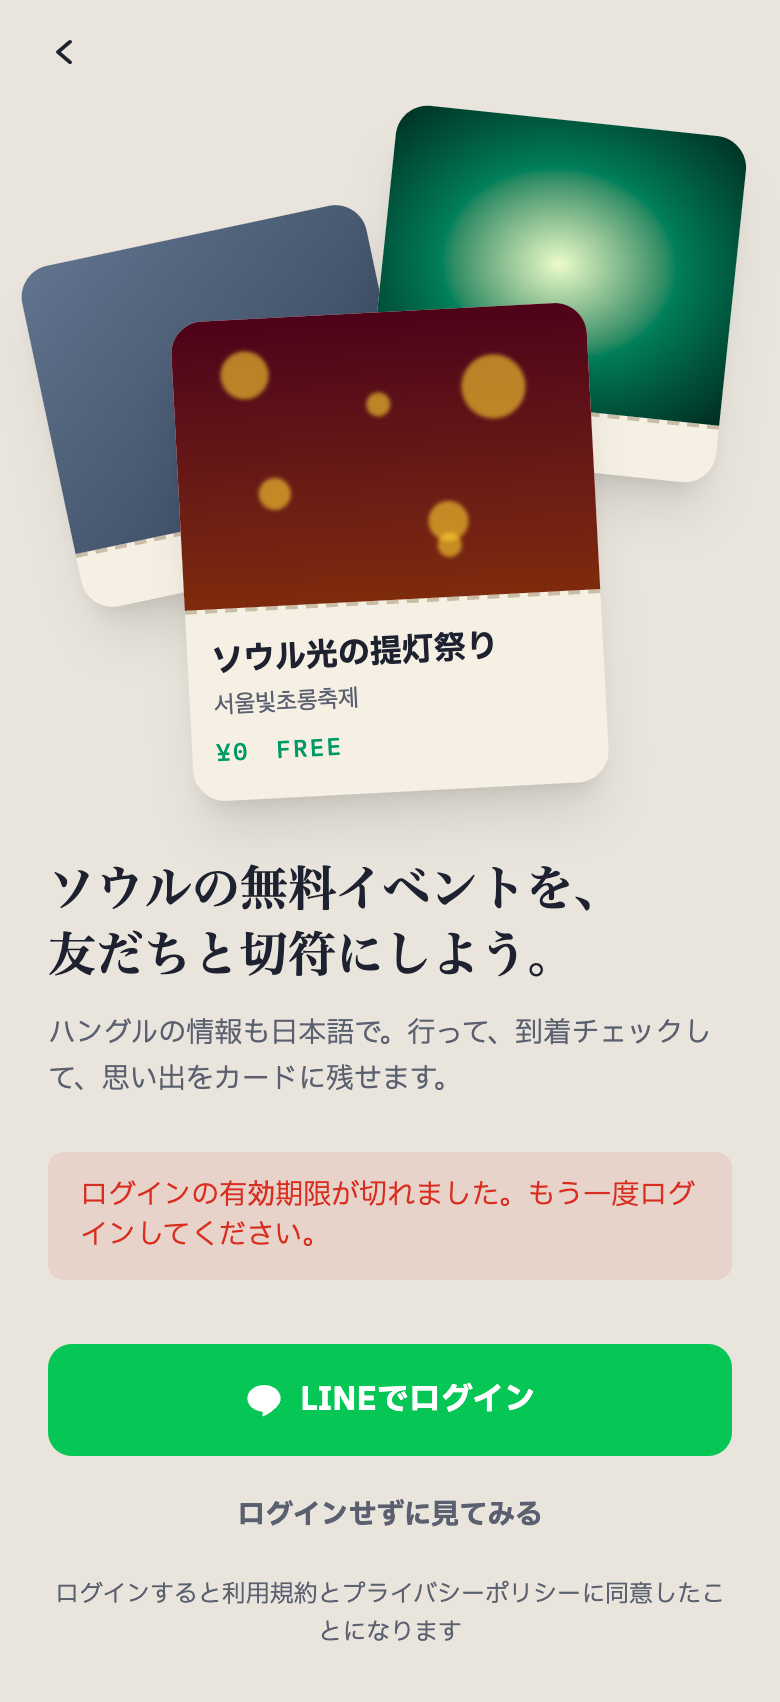 ソウル光の提灯祭り
서울빛초롱축제
¥0 FREE
ソウルの無料イベントを、
友だちと切符にしよう。
ハングルの情報も日本語で。行って、到着チェックし
て、思い出をカードに残せます。
ログインの有効期限が切れました。もう一度ログ
インしてください。
LINEでログイン
ログインせずに見てみる
ログインすると利用規約とプライバシーポリシーに同意したこ
とになります